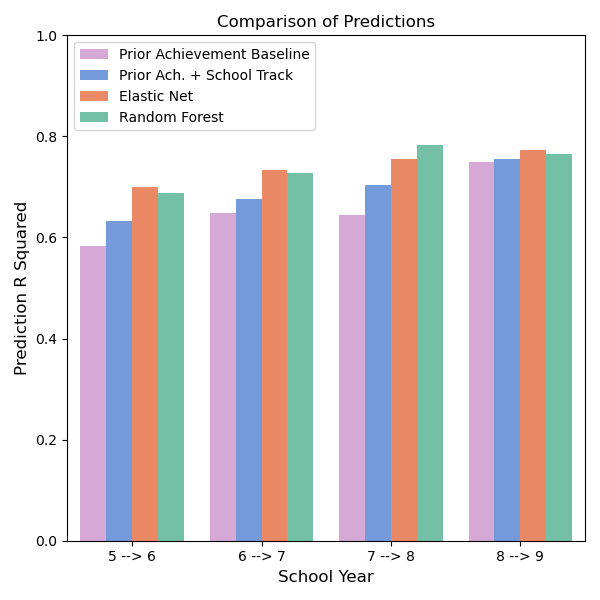 Comparison of Predictions
1.0
Prior Achievement Baseline
Prior Ach. + School Track
Elastic Net
Random Forest
0.8
0.6
0.4
0.2
0.0
Prediction R Squared
5 --> 6
6 --> 7
7 --> 8
8 --> 9
School Year